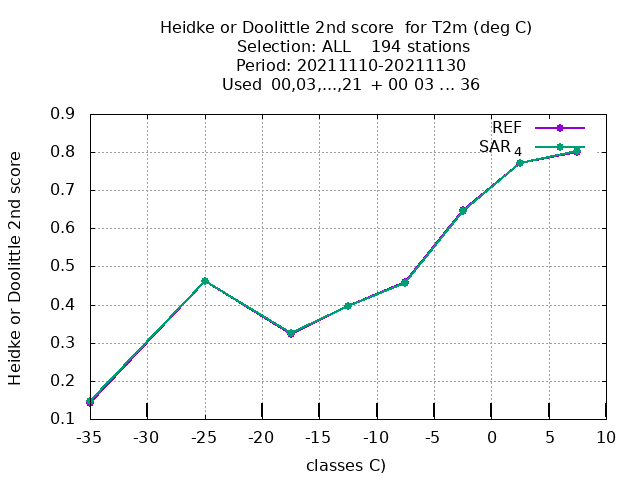 Heidke or Doolittle 2nd score  for T2m (deg C)
Selection: ALL    194 stations
Period: 20211110-20211130
Used  00,03,...,21  + 00 03 ... 36
REF
SAR 4
Heidke or Doolittle 2nd score
0.9
0.8
0.7
0.6
0.5
0.4
0.3
0.2
0.1
-35 -30 -25 -20 -15 -10 -5 0 5 10
classes C)